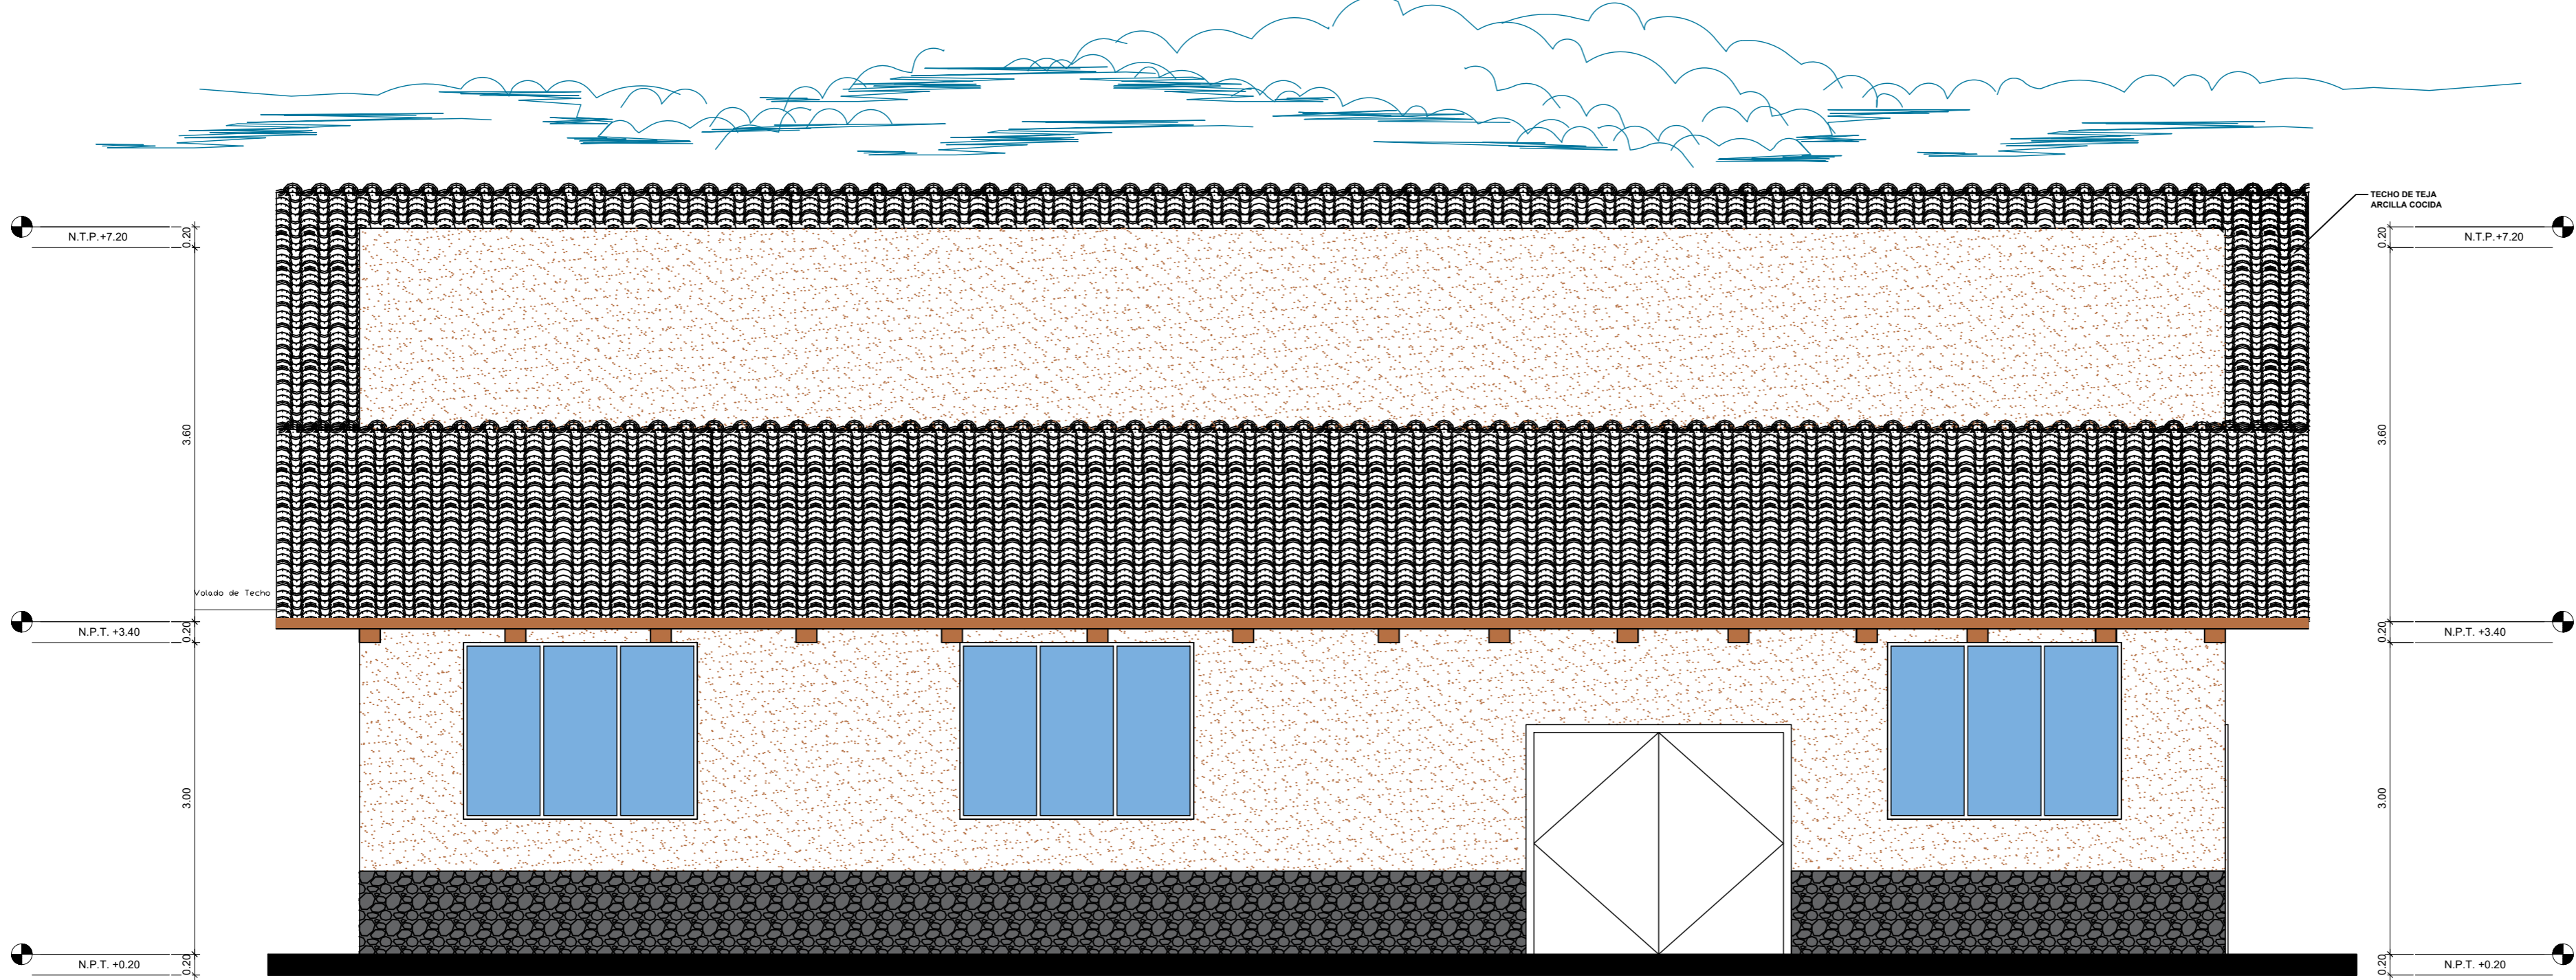 TECHO DE TEJA
ARCILLA COCIDA
N.T.P.+7.20
0.20
0.20
N.T.P.+7.20
3.60
3.60
Volado de Techo
N.P.T. +3.40
0.20
0.20
N.P.T. +3.40
3.00
3.00
N.P.T. +0.20
0.20
0.20
N.P.T. +0.20